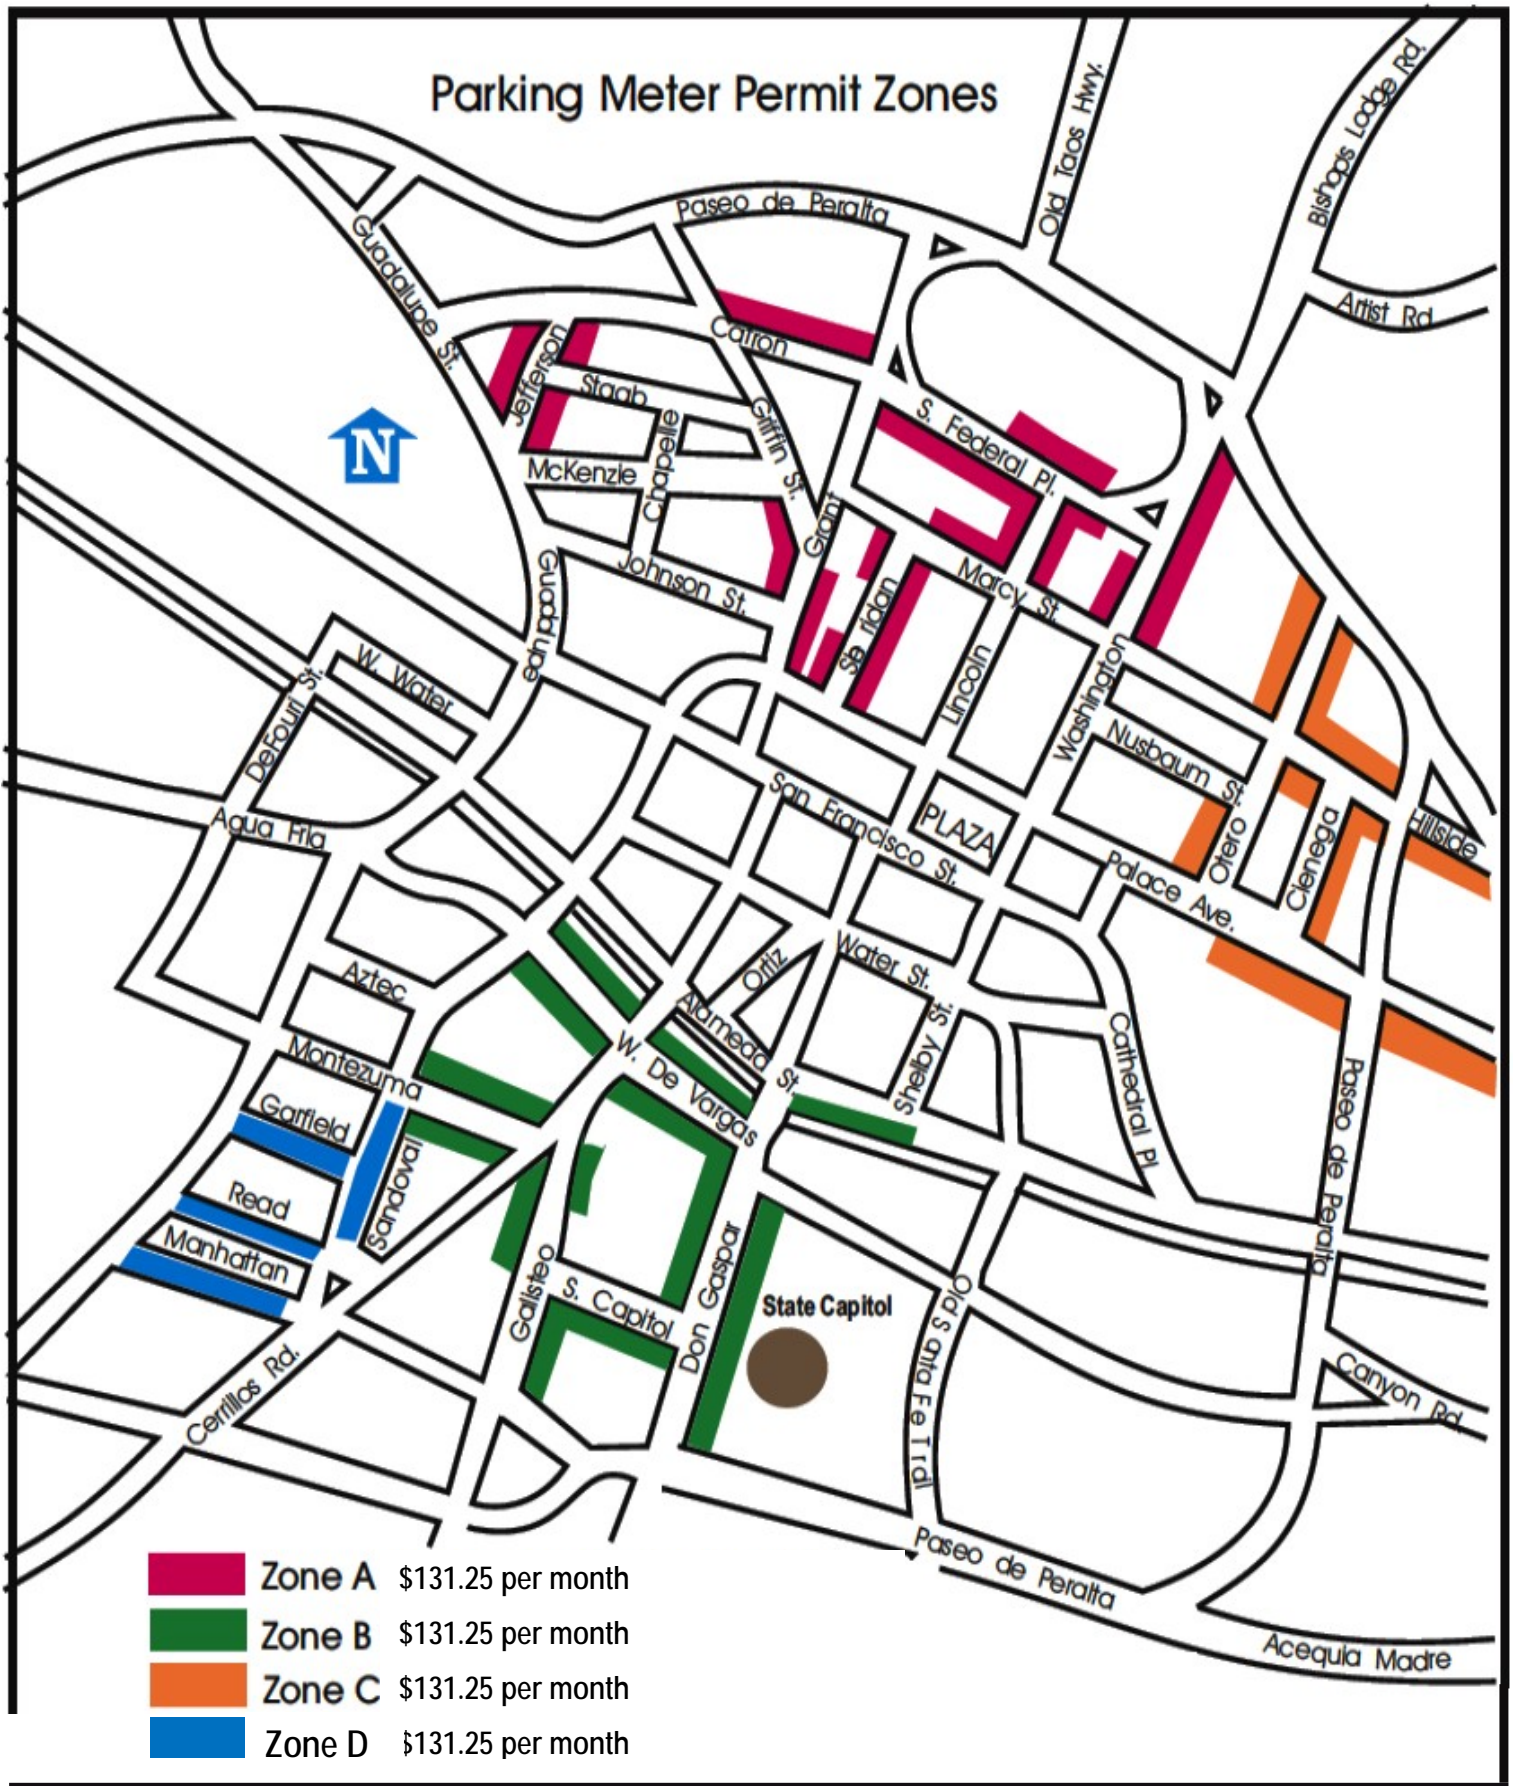 Parking Meter Permit Zones
Old Taos Hwy.
Bishops Lodge Rd.
Paseo de Peralta
Guadalupe St.
Artist Rd
Catron
Jefferson
Staab
Griffin St.
S. Federal Pl.
N
McKenzie
Chapelle
Grant
Johnson St.
Marcy St.
Guadalupe
Sheridan
Lincoln
Washington
W. Water
DeFouri St.
Nusbaum St.
San Francisco St.
PLAZA
Otero
Cienega
Hillside
Agua Fria
Palace Ave.
Water St.
Ortiz
Aztec
Alameda St.
Shelby St.
Cathedral Pl.
W. De Vargas
Montezuma
Garfield
Sandoval
Paseo de Peralta
Read
Manhattan
Galisteo
S. Capitol
Don Gaspar
State Capitol
Old Santa Fe Trail
Canyon Rd.
Cerrillos Rd.
Paseo de Peralta
Acequia Madre
Zone A $131.25 per month
Zone B $131.25 per month
Zone C $131.25 per month
Zone D $131.25 per month